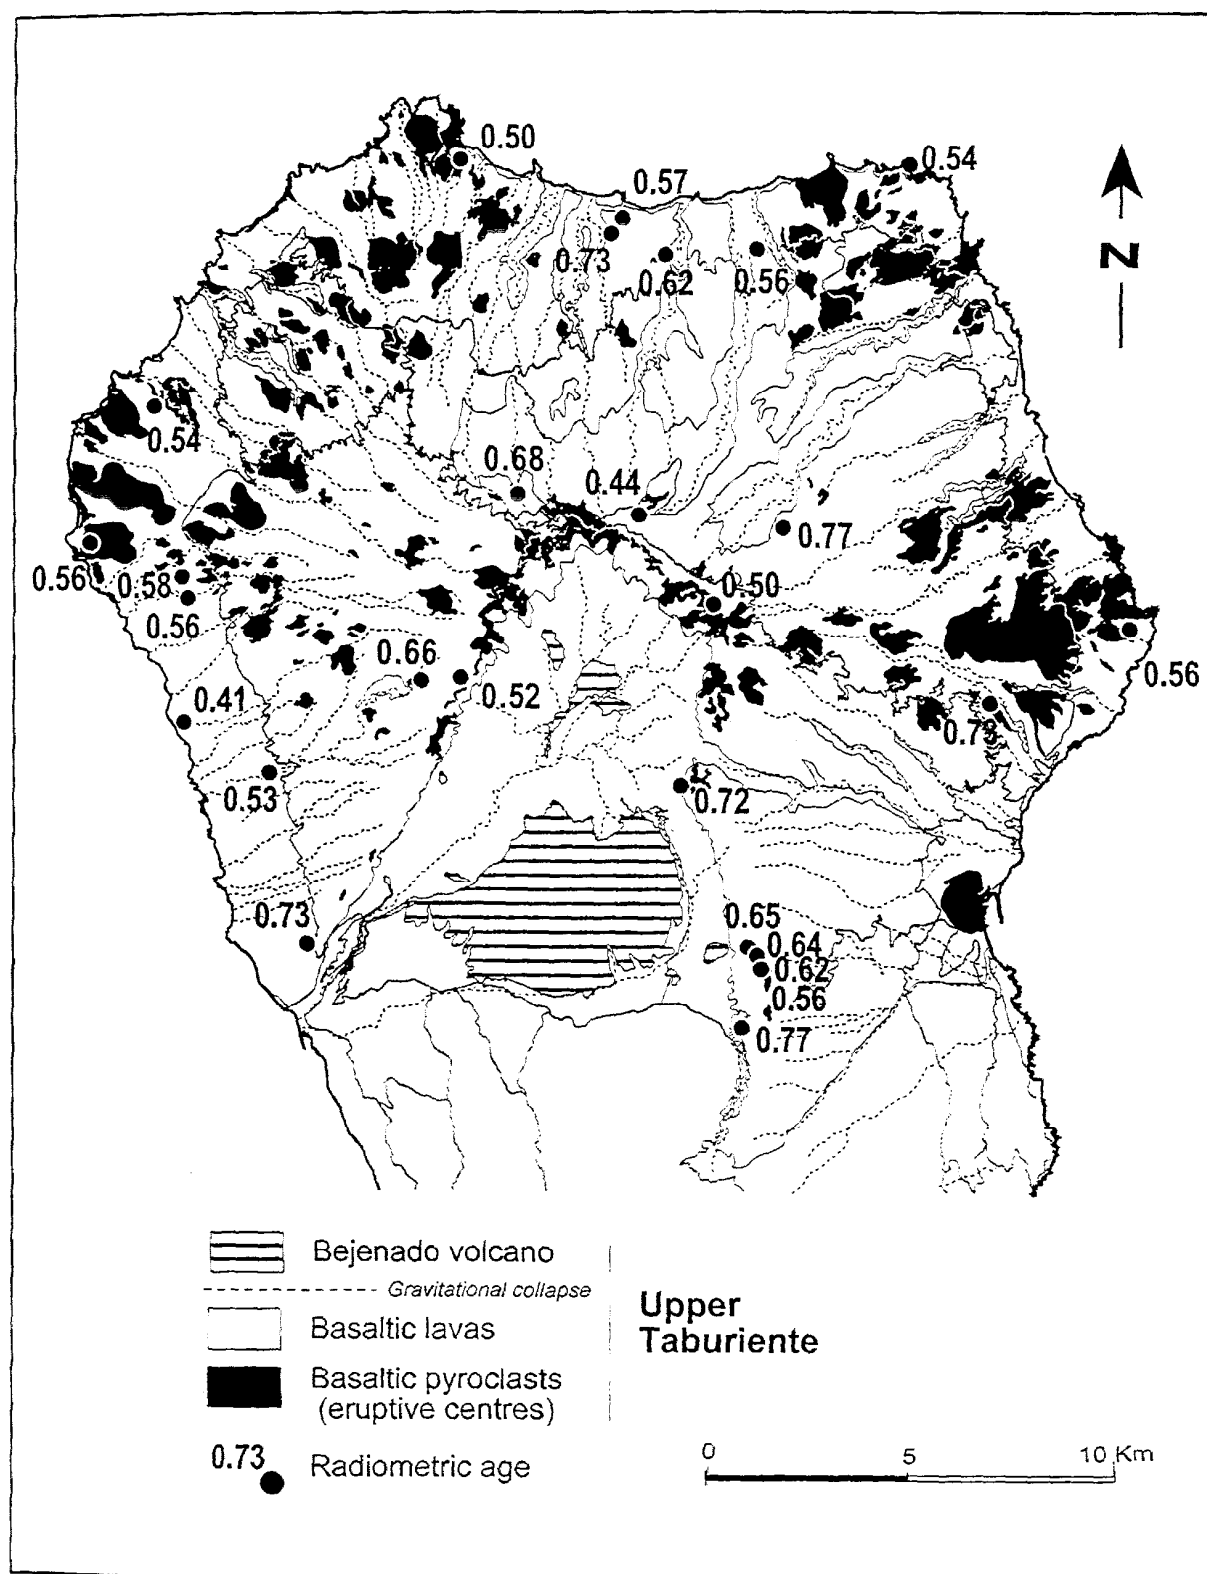 0.50
0.54
0.57
N
0.73
0.62
0.56
0.54
0.68
0.44
0.77
0.56
0.58
0.50
0.56
0.66
0.52
0.56
0.41
0.73
0.53
0.72
0.73
0.65
0.64
0.62
0.56
0.77
Bejenado volcano
Gravitational collapse
Upper
Taburiente
Basaltic lavas
Basaltic pyroclasts
(eruptive centres)
0.73
Radiometric age
0 5 10 Km